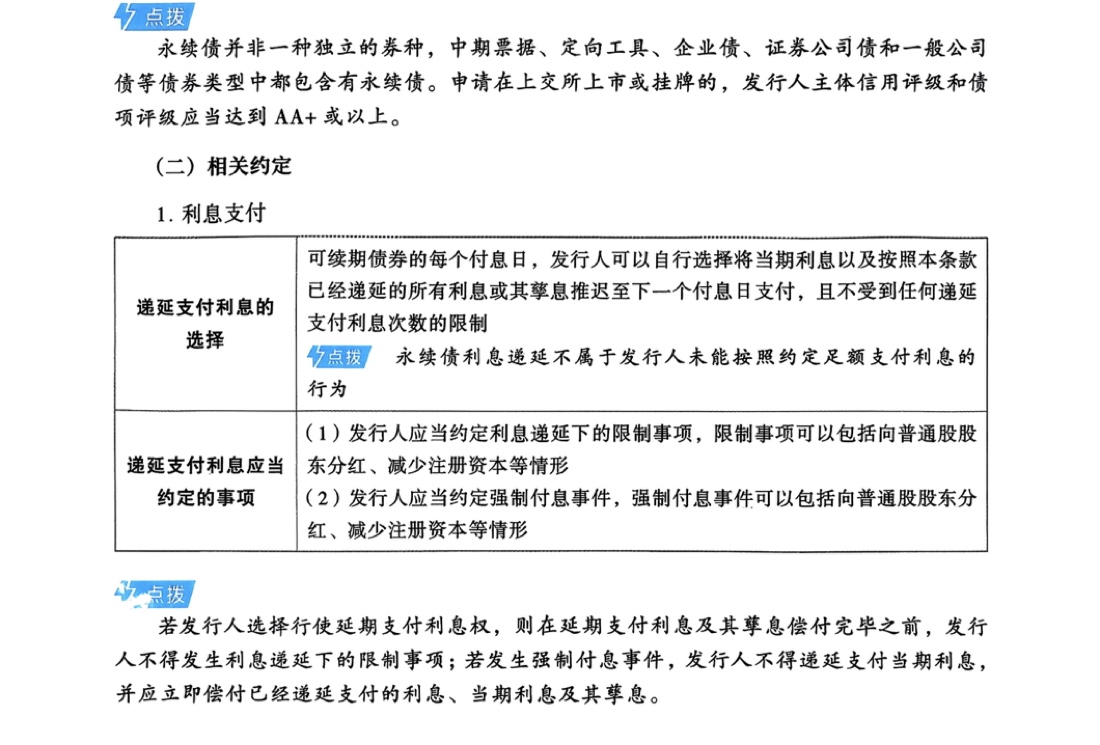 点拨
永续债并非一种独立的券种，中期票据、定向工具、企业债、证券公司债和一般公司
债等债券类型中都包含有永续债。申请在上交所上市或挂牌的，发行人主体信用评级和债
项评级应当达到 AA+ 或以上。
（二）相关约定
1. 利息支付
递延支付利息的
选择
可续期债券的每个付息日，发行人可以自行选择将当期利息以及按照本条款
已经递延的所有利息或其孳息推迟至下一个付息日支付，且不受到任何递延
支付利息次数的限制
点拨 永续债利息递延不属于发行人未能按照约定足额支付利息的
行为
递延支付利息应当
约定的事项
（1）发行人应当约定利息递延下的限制事项，限制事项可以包括向普通股股
东分红、减少注册资本等情形
（2）发行人应当约定强制付息事件，强制付息事件可以包括向普通股股东分
红、减少注册资本等情形
点拨
若发行人选择行使延期支付利息权，则在延期支付利息及其孳息偿付完毕之前，发行
人不得发生利息递延下的限制事项；若发生强制付息事件，发行人不得递延支付当期利息，
并应立即偿付已经递延支付的利息、当期利息及其孳息。